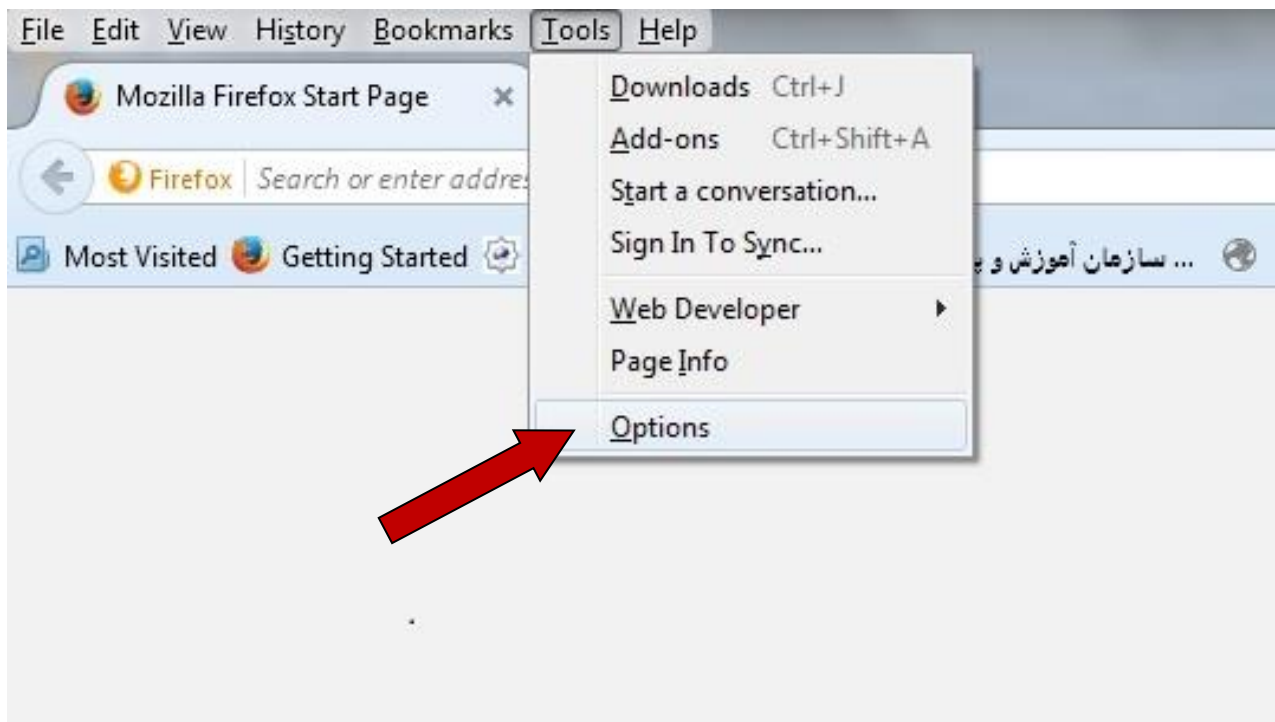 File Edit View History Bookmarks Tools Help
Mozilla Firefox Start Page
Downloads Ctrl+J
Add-ons Ctrl+Shift+A
Firefox Search or enter
Start a conversation...
Most Visited Getting Started
Sign In To Sync...
سازمان آموزش و ...
Web Developer
Page Info
Options